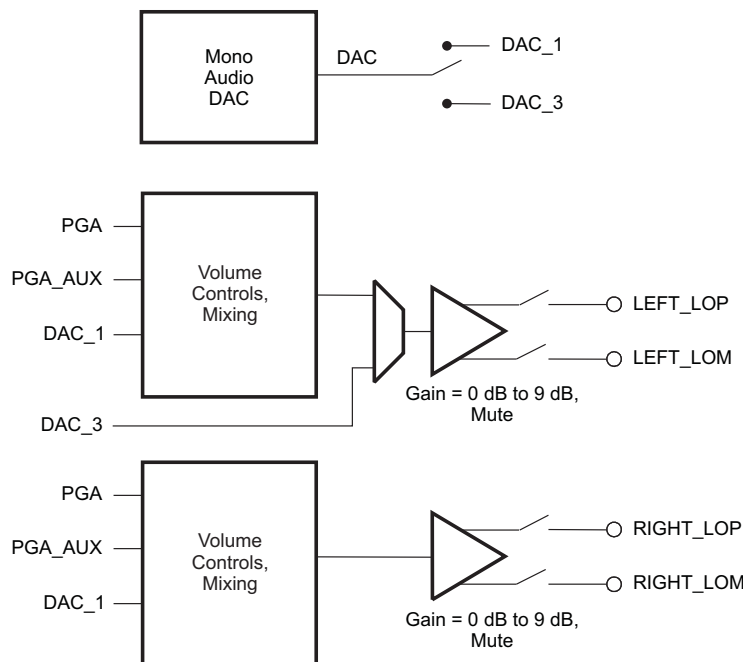 Mono
Audio
DAC
DAC
DAC_1
DAC_3
PGA
PGA_AUX
DAC_1
Volume
Controls,
Mixing
LEFT_LOP
LEFT_LOM
Gain = 0 dB to 9 dB,
Mute
DAC_3
PGA
PGA_AUX
DAC_1
Volume
Controls,
Mixing
RIGHT_LOP
RIGHT_LOM
Gain = 0 dB to 9 dB,
Mute